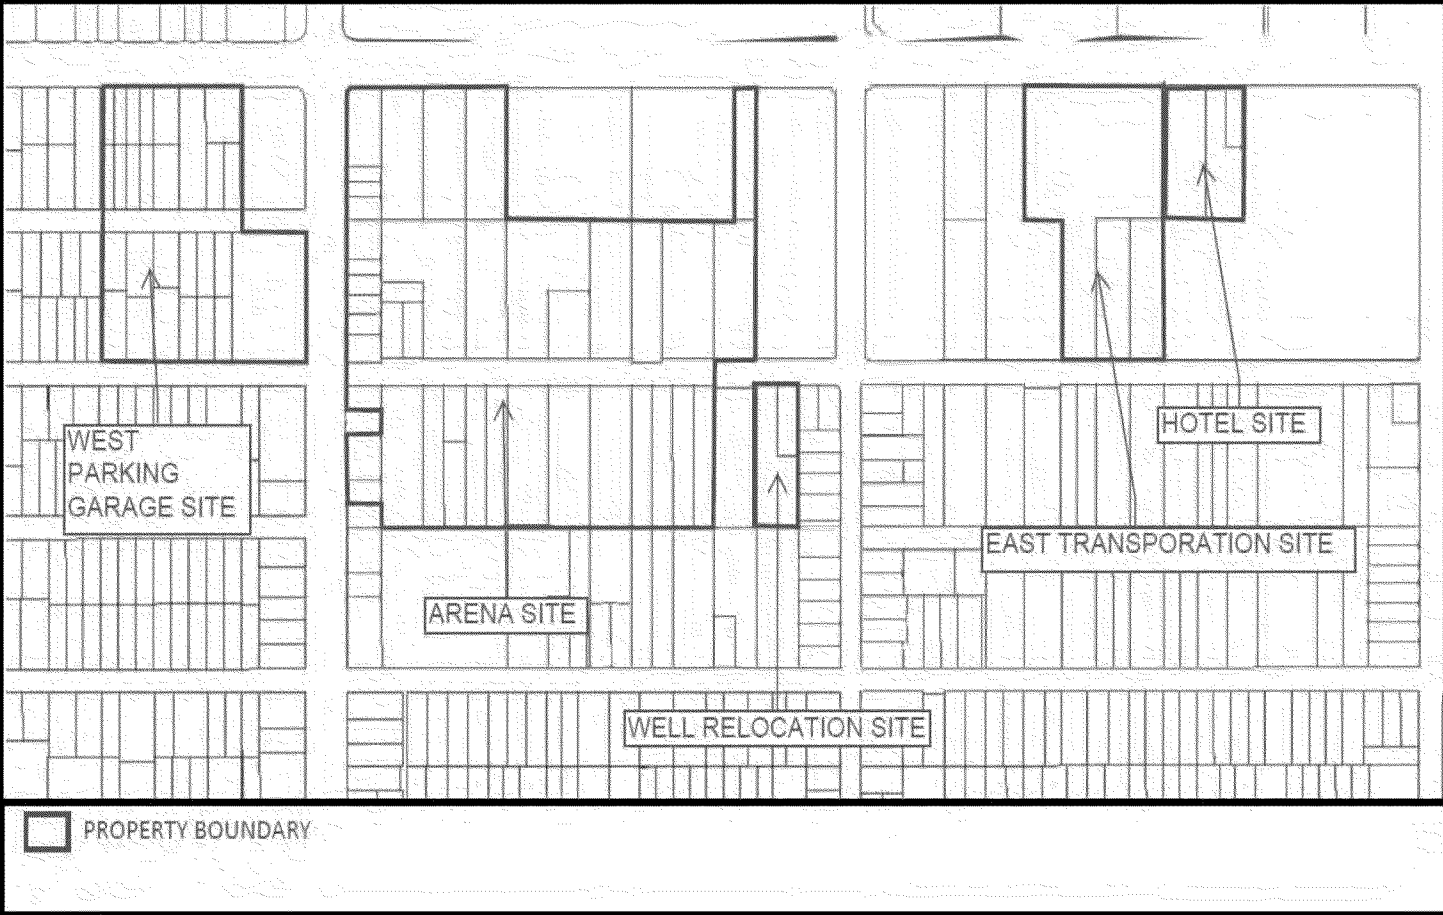 HOTEL SITE
WEST
PARKING
GARAGE SITE
EAST TRANSPORATION SITE
ARENA SITE
WELL RELOCATION SITE
PROPERTY BOUNDARY